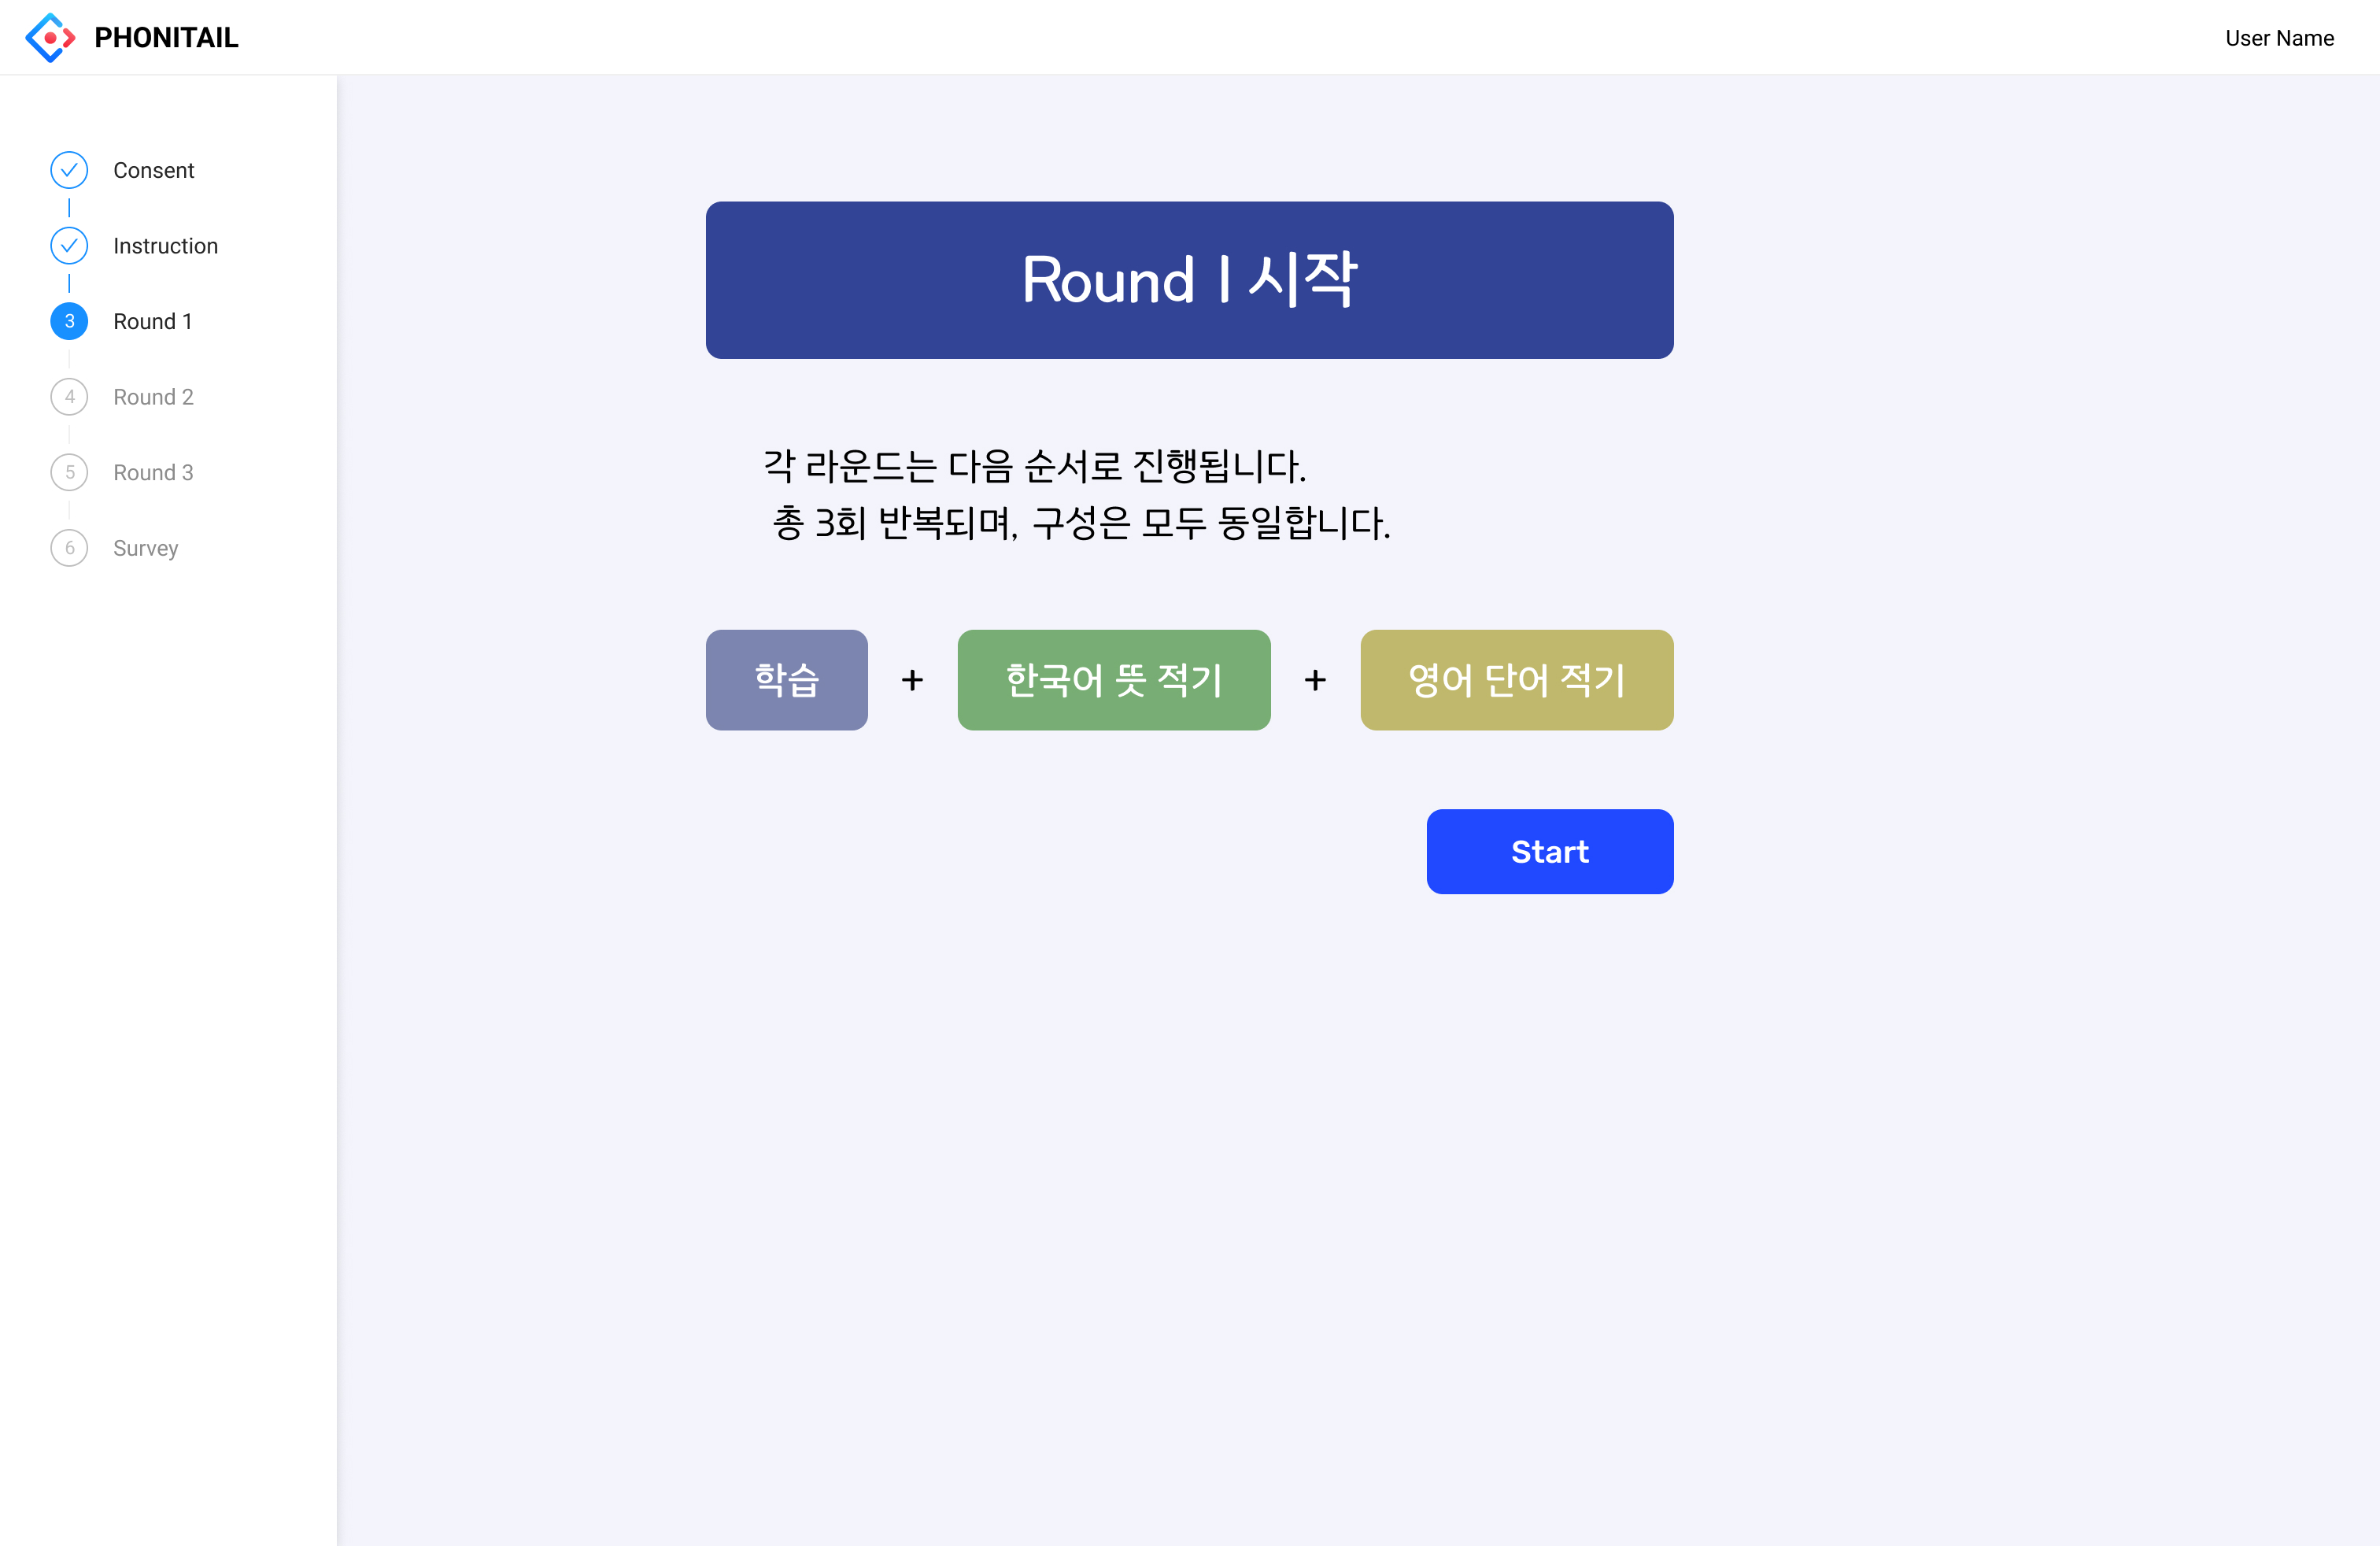 PHONITAIL
User Name
Consent
Instruction
3 Round 1
4 Round 2
5 Round 3
6 Survey
Round 1 시작
각 라운드는 다음 순서로 진행됩니다.
총 3회 반복되며, 구성은 모두 동일합니다.
학습 + 한국어 뜻 적기 + 영어 단어 적기
Start